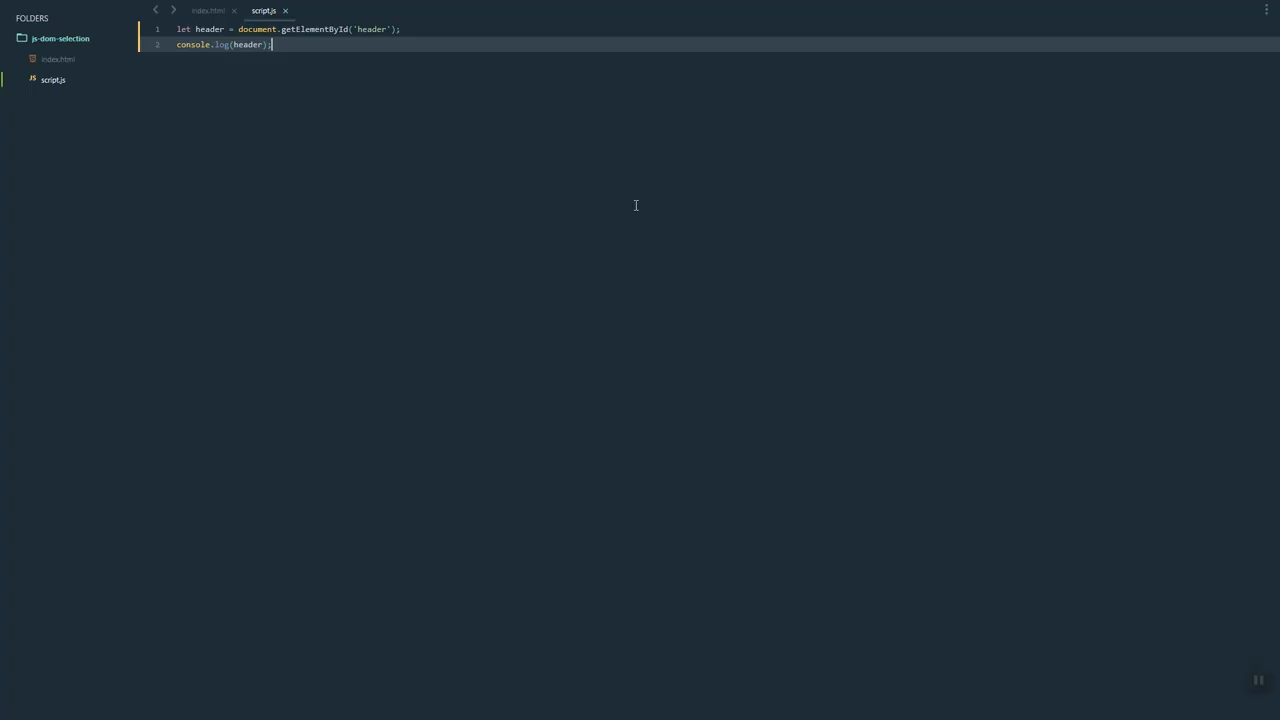 FOLDERS
js-dom-selection
index.html
script.js
index.html ×
script.js ×
1 let header = document.getElementById('header');
2 console.log(header);